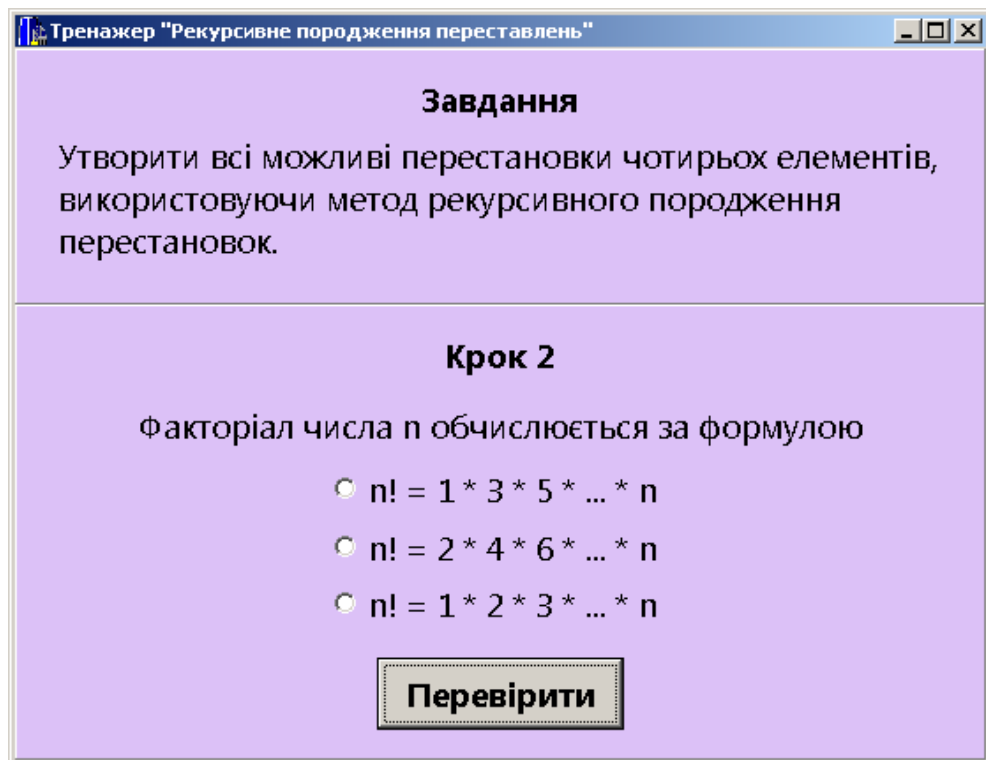 Тренажер "Рекурсивне породження переставлень"
Завдання
Утворити всі можливі перестановки чотирьох елементів,
використовуючи метод рекурсивного породження
перестановок.
Крок 2
Факторіал числа n обчислюється за формулою
n! = 1 * 3 * 5 * ... * n
n! = 2 * 4 * 6 * ... * n
n! = 1 * 2 * 3 * ... * n
Перевірити